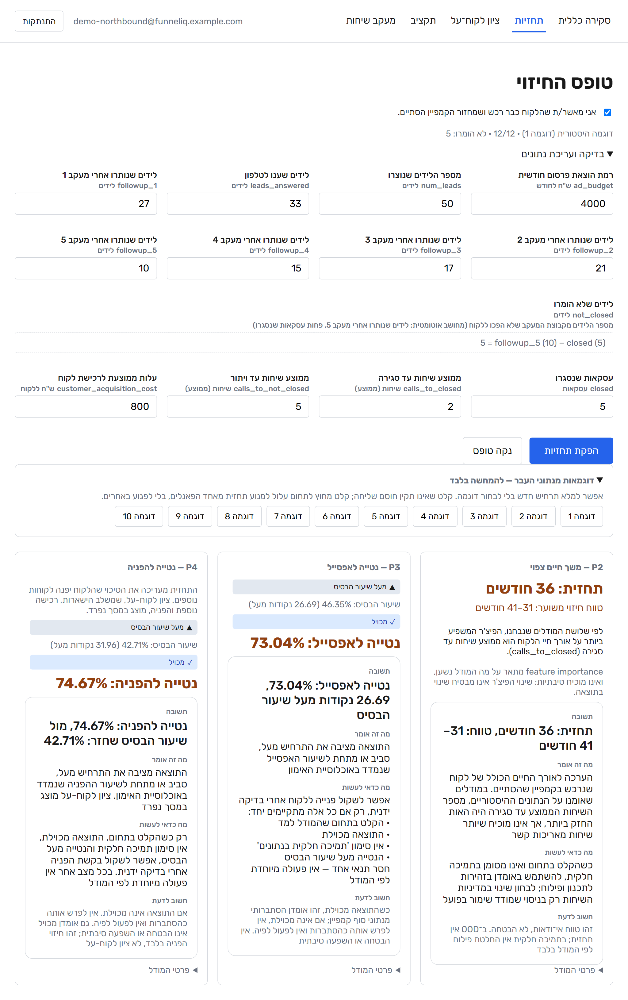 סקירה כללית
תחזיות
ציון לקוח־על
תקציב
מעקב שיחות
demo-northbound@funneliq.example.com
התנתקות
טופס החיזוי
אני מאשר/ת שהלקוח כבר רכש ושמחזור הקמפיין הסתיים.
דוגמה היסטורית (דוגמה 1) • 12/12 • לא הומרו: 5
▼ בדיקה ועריכת נתונים
רמת הוצאת פרסום חודשית
ad_budget ש"ח לחודש
4000
מספר הלידים שנוצרו
num_leads לידים
50
לידים שענו לטלפון
leads_answered לידים
33
לידים שנותרו אחרי מעקב 1
followup_1 לידים
27
לידים שנותרו אחרי מעקב 2
followup_2 לידים
21
לידים שנותרו אחרי מעקב 3
followup_3 לידים
17
לידים שנותרו אחרי מעקב 4
followup_4 לידים
15
לידים שנותרו אחרי מעקב 5
followup_5 לידים
10
לידים שלא הומרו
not_closed לידים
מספר הלידים מקבוצת המעקב שלא הפכו ללקוח (מחושב אוטומטית: לידים שנותרו אחרי מעקב 5, פחות עסקאות שנסגרו)
5 = followup_5 (10) – closed (5)
עסקאות שנסגרו
closed עסקאות
5
ממוצע שיחות עד סגירה
calls_to_closed שיחות (ממוצע)
2
ממוצע שיחות עד ויתור
calls_to_not_closed שיחות (ממוצע)
5
עלות ממוצעת לרכישת לקוח
customer_acquisition_cost ש"ח ללקוח
800
הפקת תחזיות
נקה טופס
▼ דוגמאות מנתוני העבר – להמחשה בלבד
אפשר למלא תרחיש חדש בלי לבחור דוגמה. קלט שאינו תקין חוסם שליחה; קלט מחוץ לתחום עלול למנוע תחזית מאחד הפאנלים, בלי לפגוע באחרים.
דוגמה 1
דוגמה 2
דוגמה 3
דוגמה 4
דוגמה 5
דוגמה 6
דוגמה 7
דוגמה 8
דוגמה 9
דוגמה 10
P2 – משך חיים צפוי
תחזית: 36 חודשים
טווח חיזוי משוער: 31–41 חודשים
לפי שלושת המודלים שנבחנו, הפיצ'ר המשפיע
ביותר על אורך חיי הלקוח הוא ממוצע שיחות עד
סגירה (calls_to_closed).
feature importance מתאר על מה המודל נשען,
ואינו מוכיח סיבתיות; שינוי הפיצ'ר אינו מבטיח שינוי
בתוצאה.
תשובה
תחזית: 36 חודשים, טווח: 31–
41 חודשים
מה זה אומר
הערכה לאורך החיים הכולל של לקוח
שנרכש בקמפיין שהסתיים. במודלים
שאומנו על הנתונים ההיסטוריים, מספר
השיחות הממוצע עד סגירה היה האות
החזק ביותר, אך אינו מוכיח שיותר
שיחות מאריכות קשר
מה כדאי לעשות
כשהקלט בתחום ואינו מסומן בתמיכה
חלקית, להשתמש באומדן בזהירות
לתכנון ופילוח; לבחון שינוי במדיניות
השיחות רק בניסוי שמודד שימור בפועל
חשוב לדעת
זהו טווח אי־ודאות, לא הבטחה. ב־OOD אין
תחזית; בתמיכה חלקית אין החלטת פילוח
לפי המודל בלבד
◀ פרטי המודל
P3 – נטייה לאפסייל
▲ מעל שיעור הבסיס
שיעור הבסיס: 46.35% (26.69 נקודות מעל)
✓ מכויל
נטייה לאפסייל: 73.04%
תשובה
נטייה לאפסייל: 73.04%,
26.69 נקודות מעל שיעור
הבסיס
מה זה אומר
התוצאה מציבה את התרחיש מעל,
סביב או מתחת לשיעור האפסייל
שנמדד באוכלוסיית האימון
מה כדאי לעשות
אפשר לשקול פנייה ללקוח אחרי בדיקה
ידנית, רק אם כל אלה מתקיימים יחד:
• הקלט בתחום שהמודל למד
• התוצאה מכוילת
• אין סימון 'תמיכה חלקית בנתונים'
• הנטייה מעל שיעור הבסיס
חסר תנאי אחד – אין פעולה מיוחדת
לפי המודל
חשוב לדעת
כשהתוצאה מכוילת, זהו אומדן הסתברותי
מנתוני סוף קמפיין; אם אינה מכוילת, אין
לפרש אותה כהסתברות ואין לפעול לפיה. אין
הבטחה או השפעה סיבתית
◀ פרטי המודל
P4 – נטייה להפניה
התחזית מעריכה את הסיכוי שהלקוח יפנה לקוחות
נוספים. ציון לקוח-על, שמשלב הישארות, רכישה
נוספת והפניה, מוצג במסך נפרד.
▲ מעל שיעור הבסיס
שיעור הבסיס: 42.71% (31.96 נקודות מעל)
✓ מכויל
נטייה להפניה: 74.67%
תשובה
נטייה להפניה: 74.67%, מול
שיעור הבסיס שחזר: 42.71%
מה זה אומר
התוצאה מציבה את התרחיש מעל,
סביב או מתחת לשיעור ההפניה שנמדד
באוכלוסיית האימון. ציון לקוח-על מוצג
במסך נפרד
מה כדאי לעשות
רק כשהקלט בתחום, התוצאה מכוילת,
אין סימון תמיכה חלקית והנטייה מעל
הבסיס, אפשר לשקול בקשת הפניה
אחרי בדיקה ידנית. בכל מצב אחר אין
פעולה מיוחדת לפי המודל
חשוב לדעת
אם התוצאה אינה מכוילת, אין לפרש אותה
כהסתברות ואין לפעול לפיה. גם אומדן מכויל
אינו הבטחה או השפעה סיבתית; זהו חיזוי
הפניה בלבד, לא ציון לקוח-על
◀ פרטי המודל